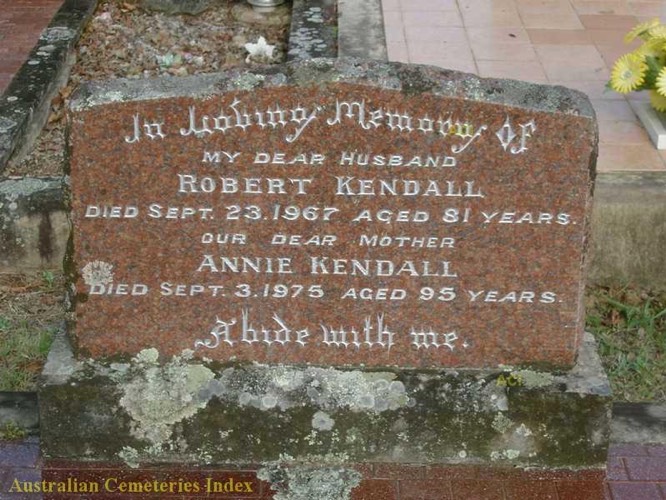 In Loving Memory Of
MY DEAR HUSBAND
ROBERT KENDALL
DIED SEPT. 23.1967 AGED 81 YEARS.
OUR DEAR MOTHER
ANNIE KENDALL
DIED SEPT. 3.1975 AGED 95 YEARS.
Abide with me.
ACI
Australian Cemeteries Index